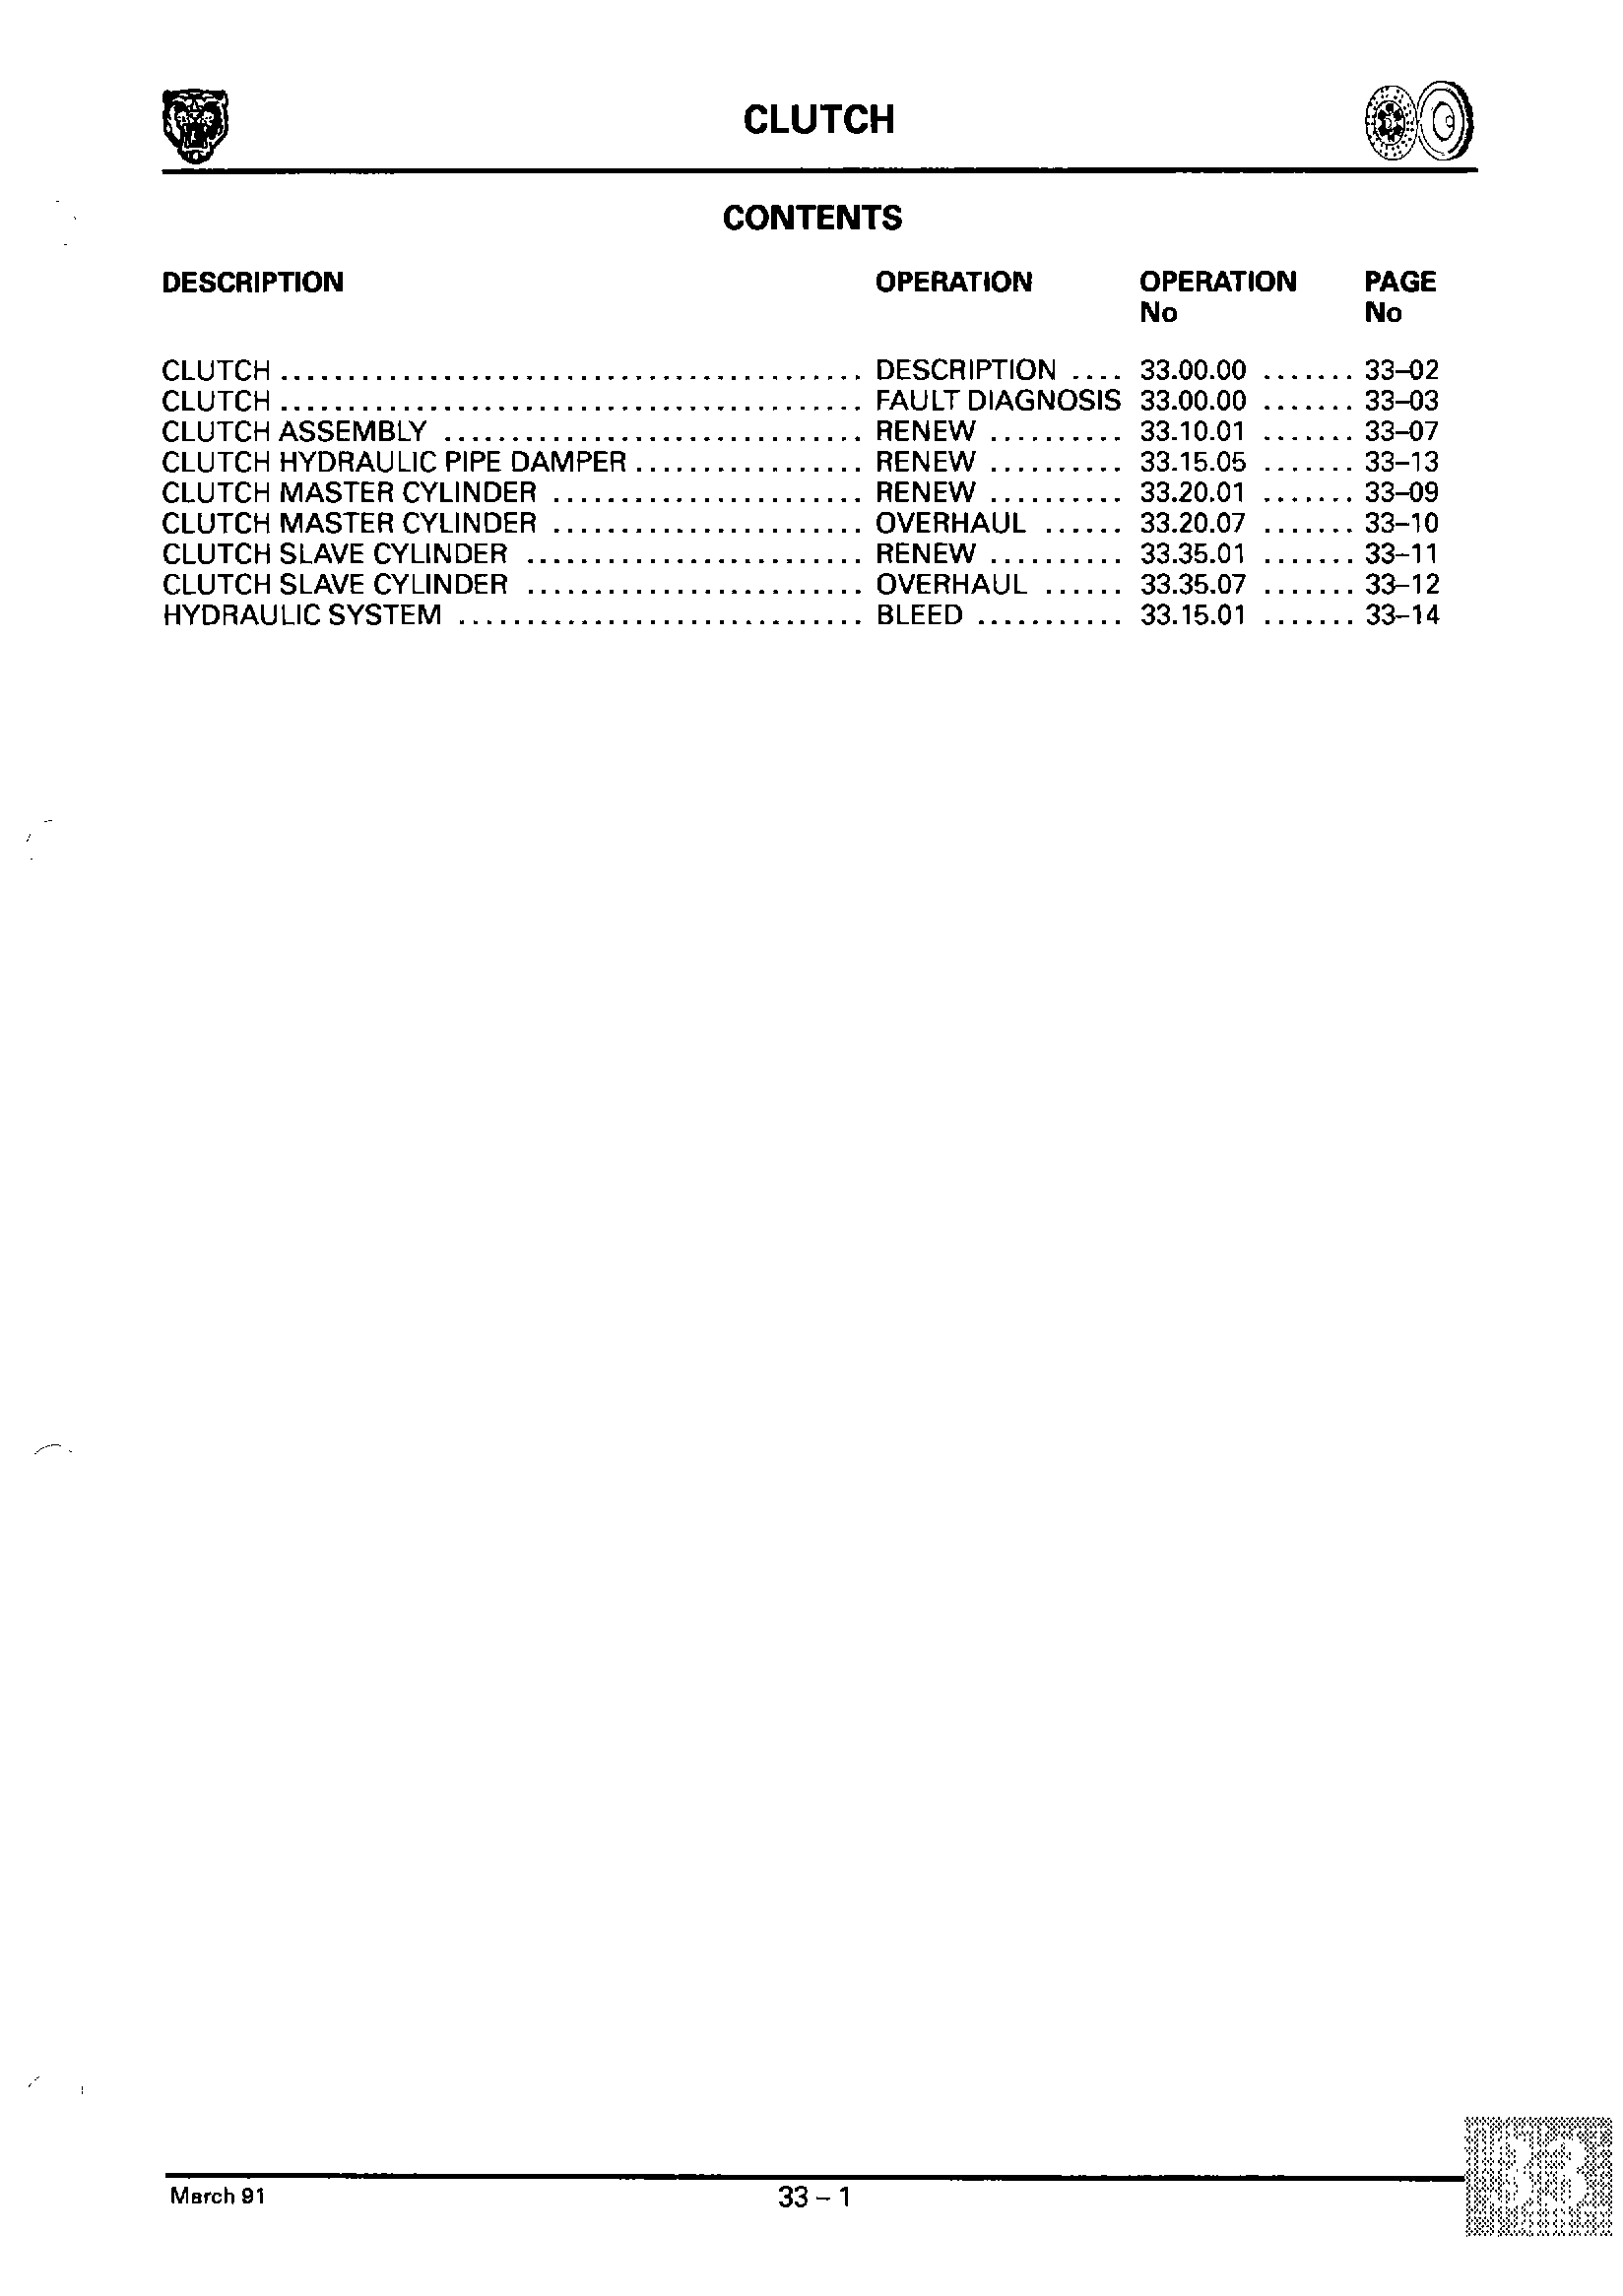 CLUTCH
CONTENTS
DESCRIPTION OPERATION OPERATION PAGE
No No
CLUTCH ........................................... DESCRIPTION .... 33.00.00 ....... 33–02
CLUTCH ........................................... FAULT DIAGNOSIS 33.00.00 ....... 33–03
CLUTCH ASSEMBLY ............................... RENEW .......... 33.10.01 ....... 33–07
CLUTCH HYDRAULIC PIPE DAMPER ................. RENEW .......... 33.15.05 ....... 33–13
CLUTCH MASTER CYLINDER ....................... RENEW .......... 33.20.01 ....... 33–09
CLUTCH MASTER CYLINDER ....................... OVERHAUL ...... 33.20.07 ....... 33–10
CLUTCH SLAVE CYLINDER ......................... RENEW .......... 33.35.01 ....... 33–11
CLUTCH SLAVE CYLINDER ......................... OVERHAUL ...... 33.35.07 ....... 33–12
HYDRAULIC SYSTEM .............................. BLEED ........... 33.15.01 ....... 33–14
March 91 33 – 1
33